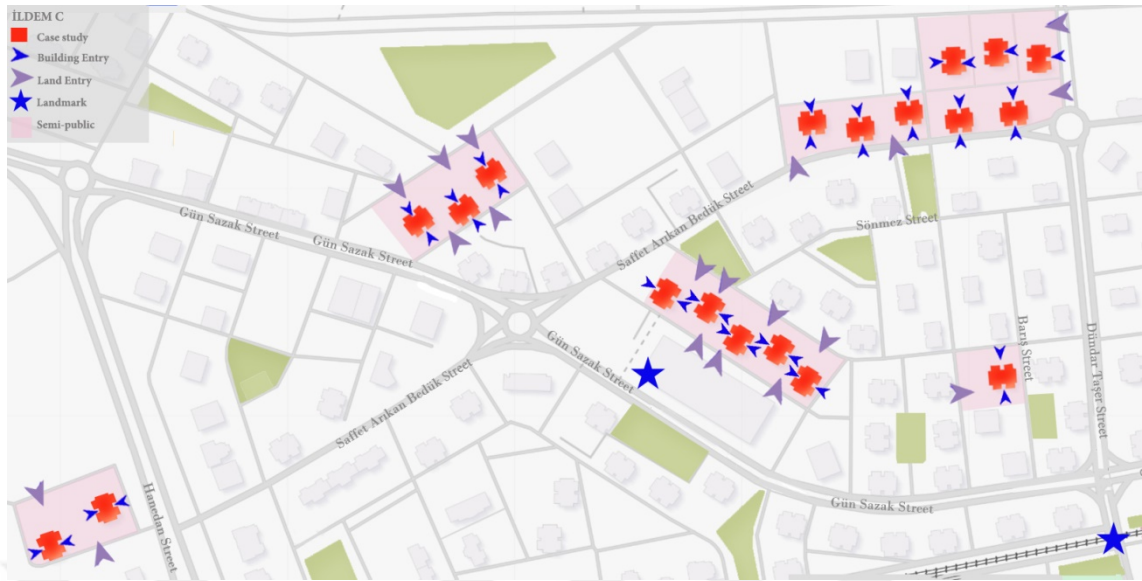 İLDEM C
Case study
Building Entry
Land Entry
Landmark
Semi-public
Gün Sazak Street
Gün Sazak Street
Saffet Arıkan Bedük Street
Sönmez Street
Gün Sazak Street
Barış Street
Dündar Taşer Street
Saffet Arıkan Bedük Street
Hanedan Street
Gün Sazak Street